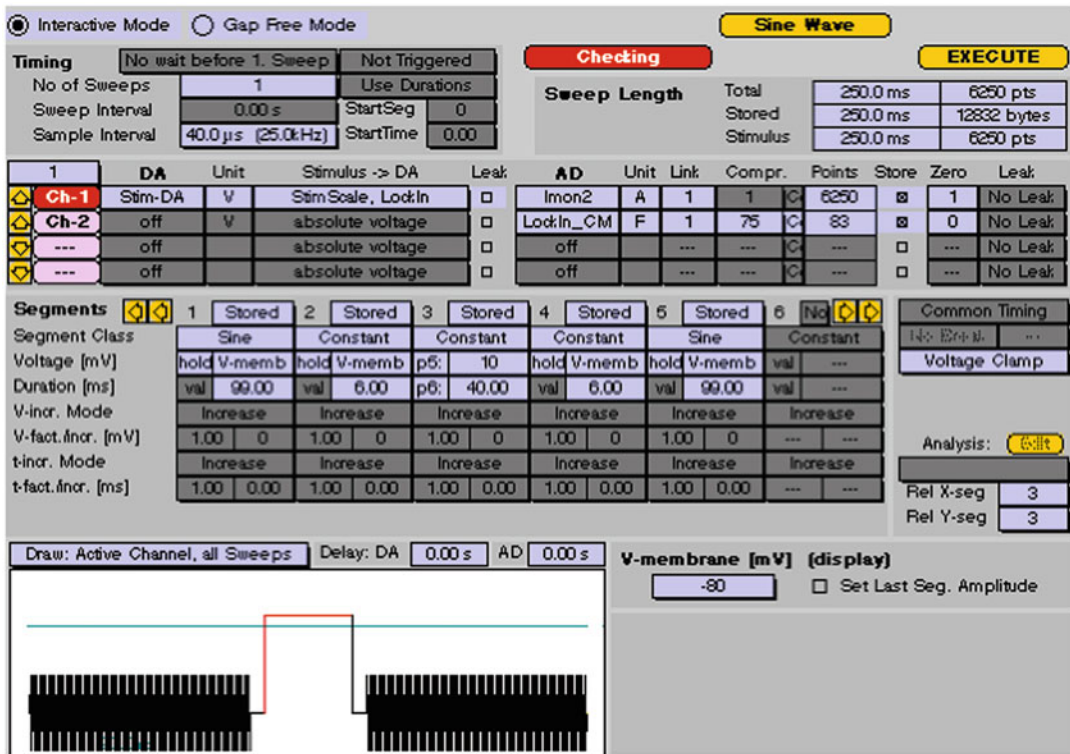 Interactive Mode Gap Free Mode Sine Wave
Timing No wait before 1. Sweep Not Triggered Checking EXECUTE
No of Sweeps 1 Use Durations Sweep Length Total 250.0 ms 6250 pts
Sweep Interval 0.00 s StartSeg 0 Stored 250.0 ms 12832 bytes
Sample Interval 40.0µs (25.0kHz) StartTime 0.00 Stimulus 250.0 ms 6250 pts
1 DA Unit Stimulus -> DA Leak AD Unit Link Compr. Points Store Zero Leak
Ch-1 Stim-DA V StimScale, LockIn Imon2 A 1 1 C 6250 1 No Leak
Ch-2 off V absolute voltage LockIn_CM F 1 75 C 83 0 No Leak
--- off absolute voltage off --- --- C --- No Leak
--- off absolute voltage off --- --- C --- No Leak
Segments 1 Stored 2 Stored 3 Stored 4 Stored 5 Stored 6 No Common Timing
Segment Class Sine Constant Constant Constant Sine Constant No Break ---
Voltage [mV] hold V-memb hold V-memb p5: 10 hold V-memb hold V-memb val --- Voltage Clamp
Duration [ms] val 99.00 val 6.00 p6: 40.00 val 6.00 val 99.00 val ---
V-incr. Mode Increase Increase Increase Increase Increase Increase
V-fact./incr. [mV] 1.00 0 1.00 0 1.00 0 1.00 0 1.00 0 --- --- Analysis: Edit
t-incr. Mode Increase Increase Increase Increase Increase Increase
t-fact./incr. [ms] 1.00 0.00 1.00 0.00 1.00 0.00 1.00 0.00 1.00 0.00 --- --- Rel X-seg 3
Rel Y-seg 3
Draw: Active Channel, all Sweeps Delay: DA 0.00 s AD 0.00 s V-membrane [mV] (display)
-80 Set Last Seg. Amplitude